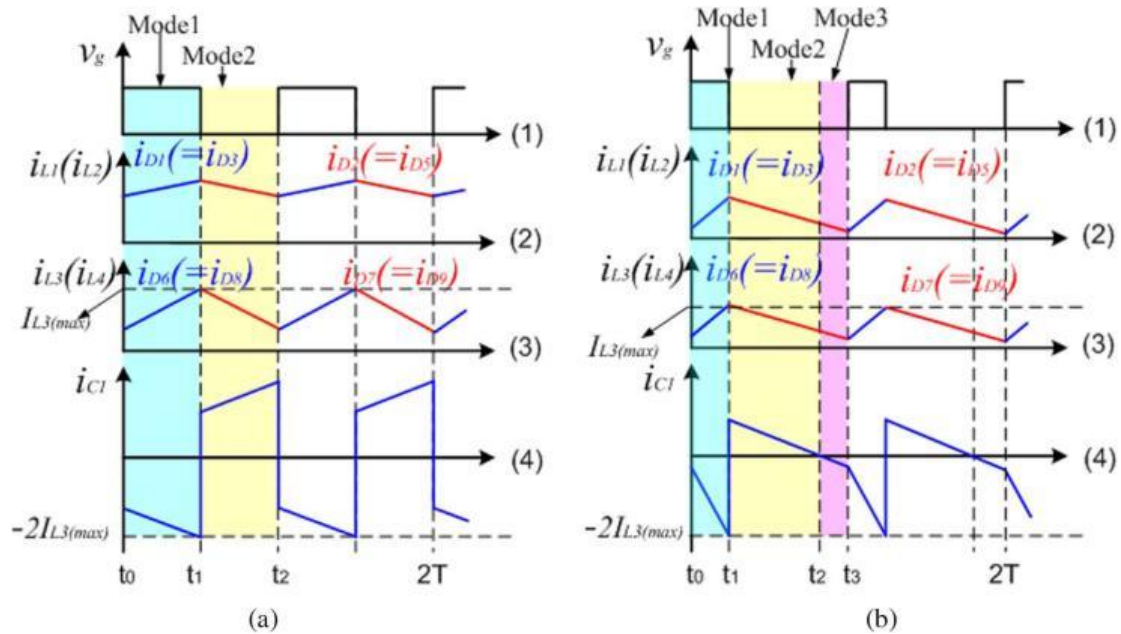 Mode1
Mode2
vg
(1)
iL1(iL2)
iD1(=iD3)
iD2(=iD5)
(2)
iL3(iL4)
iD6(=iD8)
iD7(=iD9)
IL3(max)
(3)
iC1
(4)
-2IL3(max)
t0 t1 t2 2T
(a)
Mode1
Mode3
Mode2
vg
(1)
iL1(iL2)
iD1(=iD3)
iD2(=iD5)
(2)
iL3(iL4)
iD6(=iD8)
iD7(=iD9)
IL3(max)
(3)
iC1
(4)
-2IL3(max)
t0 t1 t2 t3 2T
(b)